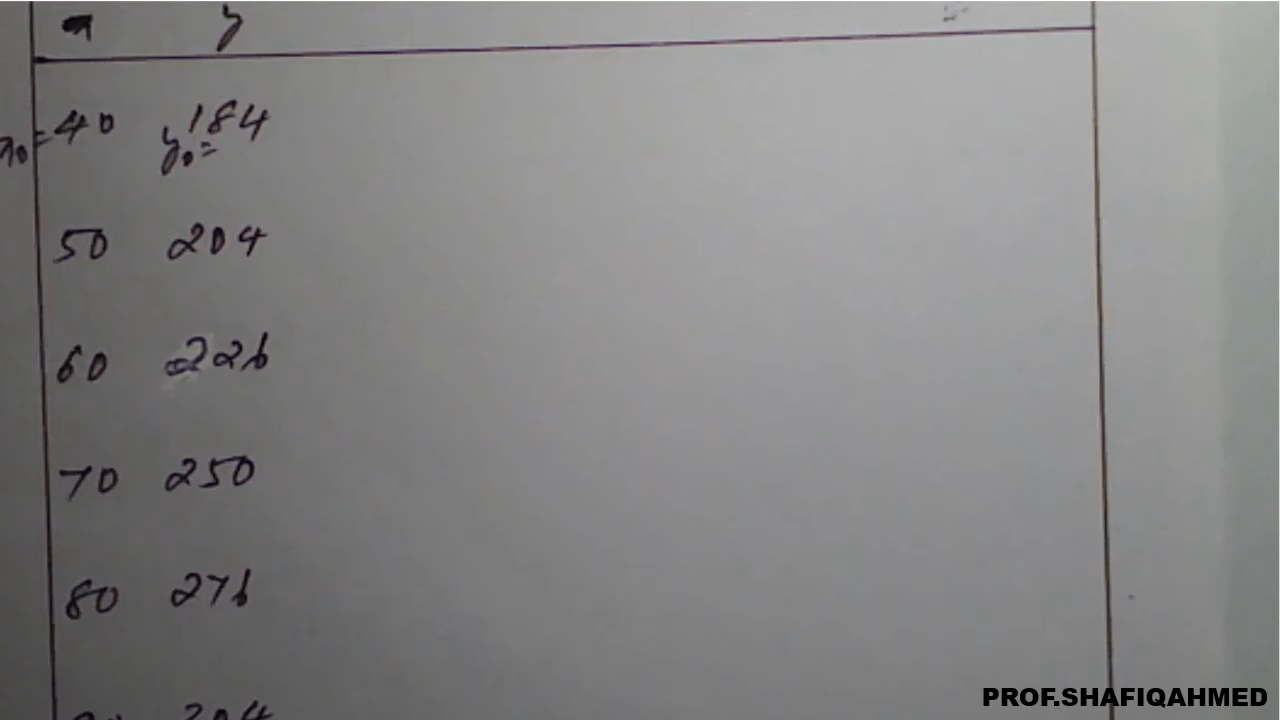 x y
x0 = 40 y0 = 184
50 204
60 226
70 250
80 276
PROF.SHAFIQAHMED